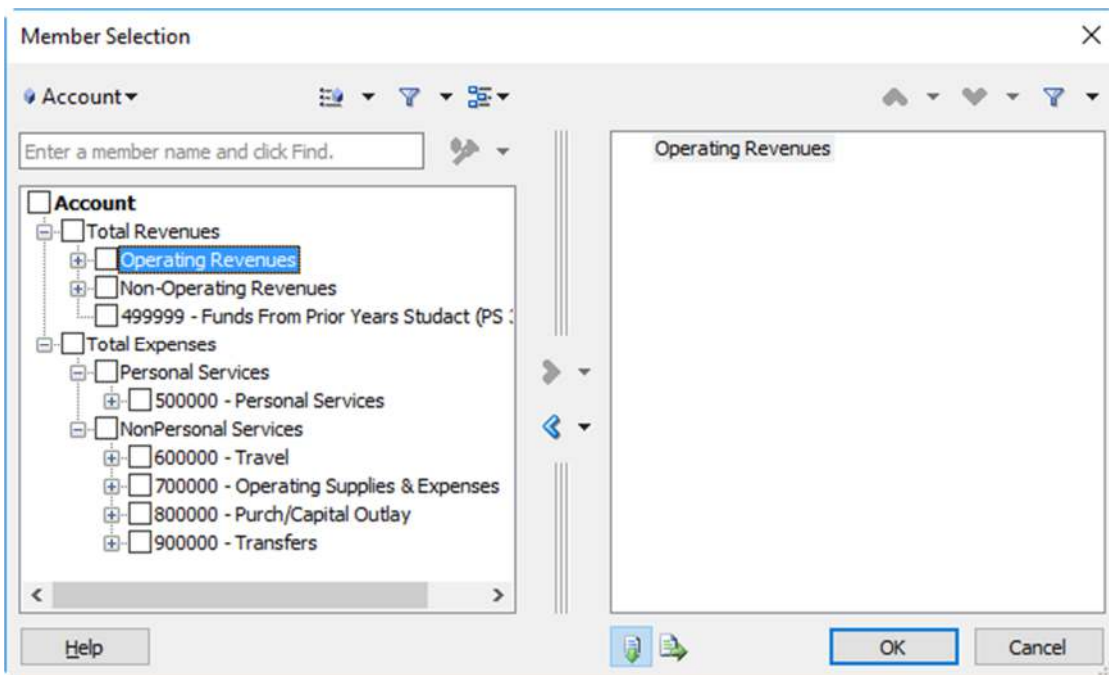 Member Selection
Account
Enter a member name and click Find.
Account
Total Revenues
Operating Revenues
Non-Operating Revenues
499999 - Funds From Prior Years Studact (PS
Total Expenses
Personal Services
500000 - Personal Services
NonPersonal Services
600000 - Travel
700000 - Operating Supplies & Expenses
800000 - Purch/Capital Outlay
900000 - Transfers
Operating Revenues
Help
OK
Cancel